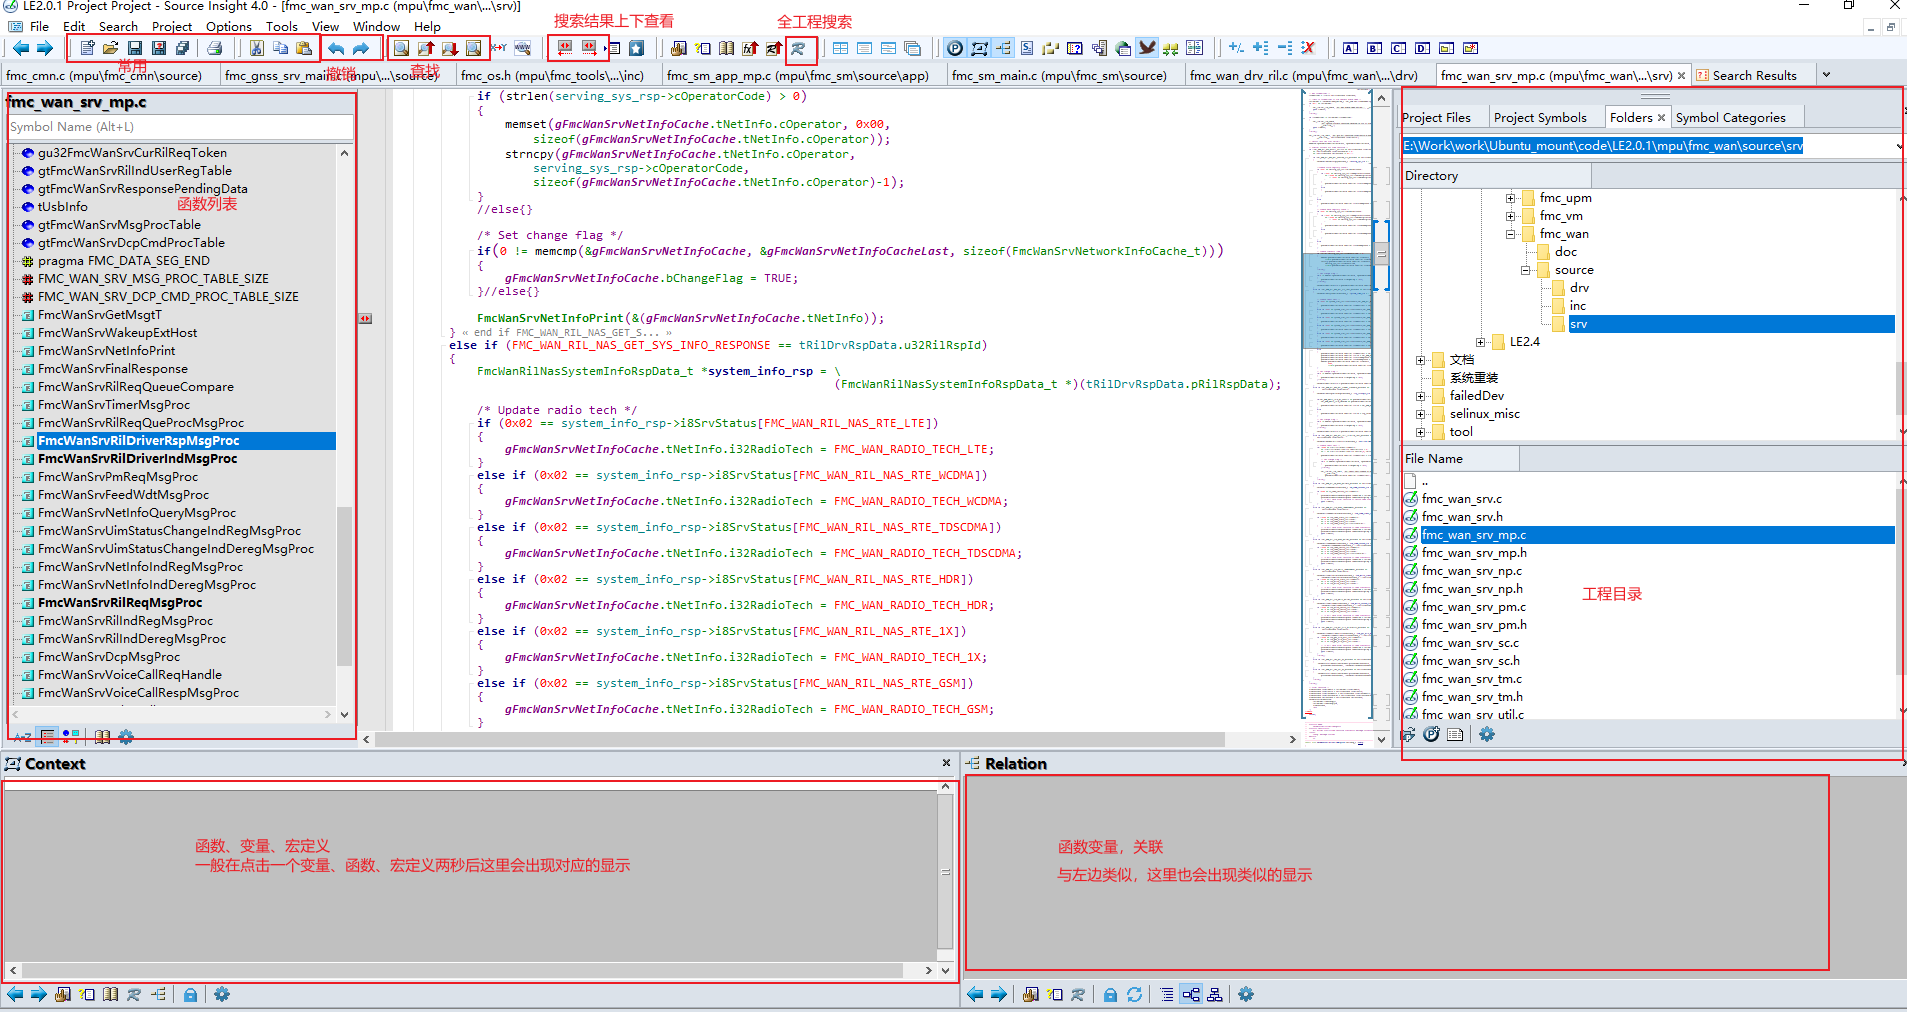 LE2.0.1 Project Project - Source Insight 4.0 - [fmc_wan_srv_mp.c (mpu\fmc_wan\...\srv)]
File Edit Search Project Options Tools View Window Help
搜索结果上下查看
全工程搜索
常用
撤销
查找
fmc_cmn.c (mpu\fmc_cmn\source)
fmc_gnss_srv_main.c (mpu\...\source)
fmc_os.h (mpu\fmc_tools\...\inc)
fmc_sm_app_mp.c (mpu\fmc_sm\source\app)
fmc_sm_main.c (mpu\fmc_sm\source)
fmc_wan_drv_ril.c (mpu\fmc_wan\...\drv)
fmc_wan_srv_mp.c (mpu\fmc_wan\...\srv)
Search Results
fmc_wan_srv_mp.c
Symbol Name (Alt+L)
gu32FmcWanSrvCurRilReqToken
gtFmcWanSrvRilIndUserRegTable
gtFmcWanSrvResponsePendingData
tUsbInfo
函数列表
gtFmcWanSrvMsgProcTable
gtFmcWanSrvDcpCmdProcTable
pragma FMC_DATA_SEG_END
FMC_WAN_SRV_MSG_PROC_TABLE_SIZE
FMC_WAN_SRV_DCP_CMD_PROC_TABLE_SIZE
FmcWanSrvGetMsgtT
FmcWanSrvWakeupExtHost
FmcWanSrvNetInfoPrint
FmcWanSrvFinalResponse
FmcWanSrvRilReqQueueCompare
FmcWanSrvTimerMsgProc
FmcWanSrvRilReqQueProcMsgProc
FmcWanSrvRilDriverRspMsgProc
FmcWanSrvRilDriverIndMsgProc
FmcWanSrvPmReqMsgProc
FmcWanSrvFeedWdtMsgProc
FmcWanSrvNetInfoQueryMsgProc
FmcWanSrvUimStatusChangeIndRegMsgProc
FmcWanSrvUimStatusChangeIndDeregMsgProc
FmcWanSrvNetInfoIndRegMsgProc
FmcWanSrvNetInfoIndDeregMsgProc
FmcWanSrvRilReqMsgProc
FmcWanSrvRilIndRegMsgProc
FmcWanSrvRilIndDeregMsgProc
FmcWanSrvDcpMsgProc
FmcWanSrvVoiceCallReqHandle
FmcWanSrvVoiceCallRespMsgProc
A-Z
if (strlen(serving_sys_rsp->cOperatorCode) > 0)
{
memset(gFmcWanSrvNetInfoCache.tNetInfo.cOperator, 0x00,
sizeof(gFmcWanSrvNetInfoCache.tNetInfo.cOperator));
strncpy(gFmcWanSrvNetInfoCache.tNetInfo.cOperator,
serving_sys_rsp->cOperatorCode,
sizeof(gFmcWanSrvNetInfoCache.tNetInfo.cOperator)-1);
}
//else{}
/* Set change flag */
if(0 != memcmp(&gFmcWanSrvNetInfoCache, &gFmcWanSrvNetInfoCacheLast, sizeof(FmcWanSrvNetworkInfoCache_t)))
{
gFmcWanSrvNetInfoCache.bChangeFlag = TRUE;
}//else{}
FmcWanSrvNetInfoPrint(&(gFmcWanSrvNetInfoCache.tNetInfo));
} « end if FMC_WAN_RIL_NAS_GET_S... »
else if (FMC_WAN_RIL_NAS_GET_SYS_INFO_RESPONSE == tRilDrvRspData.u32RilRspId)
{
FmcWanRilNasSystemInfoRspData_t *system_info_rsp = \
(FmcWanRilNasSystemInfoRspData_t *)(tRilDrvRspData.pRilRspData);
/* Update radio tech */
if (0x02 == system_info_rsp->i8SrvStatus[FMC_WAN_RIL_NAS_RTE_LTE])
{
gFmcWanSrvNetInfoCache.tNetInfo.i32RadioTech = FMC_WAN_RADIO_TECH_LTE;
}
else if (0x02 == system_info_rsp->i8SrvStatus[FMC_WAN_RIL_NAS_RTE_WCDMA])
{
gFmcWanSrvNetInfoCache.tNetInfo.i32RadioTech = FMC_WAN_RADIO_TECH_WCDMA;
}
else if (0x02 == system_info_rsp->i8SrvStatus[FMC_WAN_RIL_NAS_RTE_TDSCDMA])
{
gFmcWanSrvNetInfoCache.tNetInfo.i32RadioTech = FMC_WAN_RADIO_TECH_TDSCDMA;
}
else if (0x02 == system_info_rsp->i8SrvStatus[FMC_WAN_RIL_NAS_RTE_HDR])
{
gFmcWanSrvNetInfoCache.tNetInfo.i32RadioTech = FMC_WAN_RADIO_TECH_HDR;
}
else if (0x02 == system_info_rsp->i8SrvStatus[FMC_WAN_RIL_NAS_RTE_1X])
{
gFmcWanSrvNetInfoCache.tNetInfo.i32RadioTech = FMC_WAN_RADIO_TECH_1X;
}
else if (0x02 == system_info_rsp->i8SrvStatus[FMC_WAN_RIL_NAS_RTE_GSM])
{
gFmcWanSrvNetInfoCache.tNetInfo.i32RadioTech = FMC_WAN_RADIO_TECH_GSM;
}
Project Files
Project Symbols
Folders
Symbol Categories
E:\Work\work\Ubuntu_mount\code\LE2.0.1\mpu\fmc_wan\source\srv
Directory
fmc_upm
fmc_vm
fmc_wan
doc
source
drv
inc
srv
LE2.4
文档
系统重装
failedDev
selinux_misc
tool
File Name
..
fmc_wan_srv.c
fmc_wan_srv.h
fmc_wan_srv_mp.c
fmc_wan_srv_mp.h
fmc_wan_srv_np.c
fmc_wan_srv_np.h
工程目录
fmc_wan_srv_pm.c
fmc_wan_srv_pm.h
fmc_wan_srv_sc.c
fmc_wan_srv_sc.h
fmc_wan_srv_tm.c
fmc_wan_srv_tm.h
fmc_wan_srv_util.c
Context
函数、变量、宏定义
一般在点击一个变量、函数、宏定义两秒后这里会出现对应的显示
Relation
函数变量，关联
与左边类似，这里也会出现类似的显示